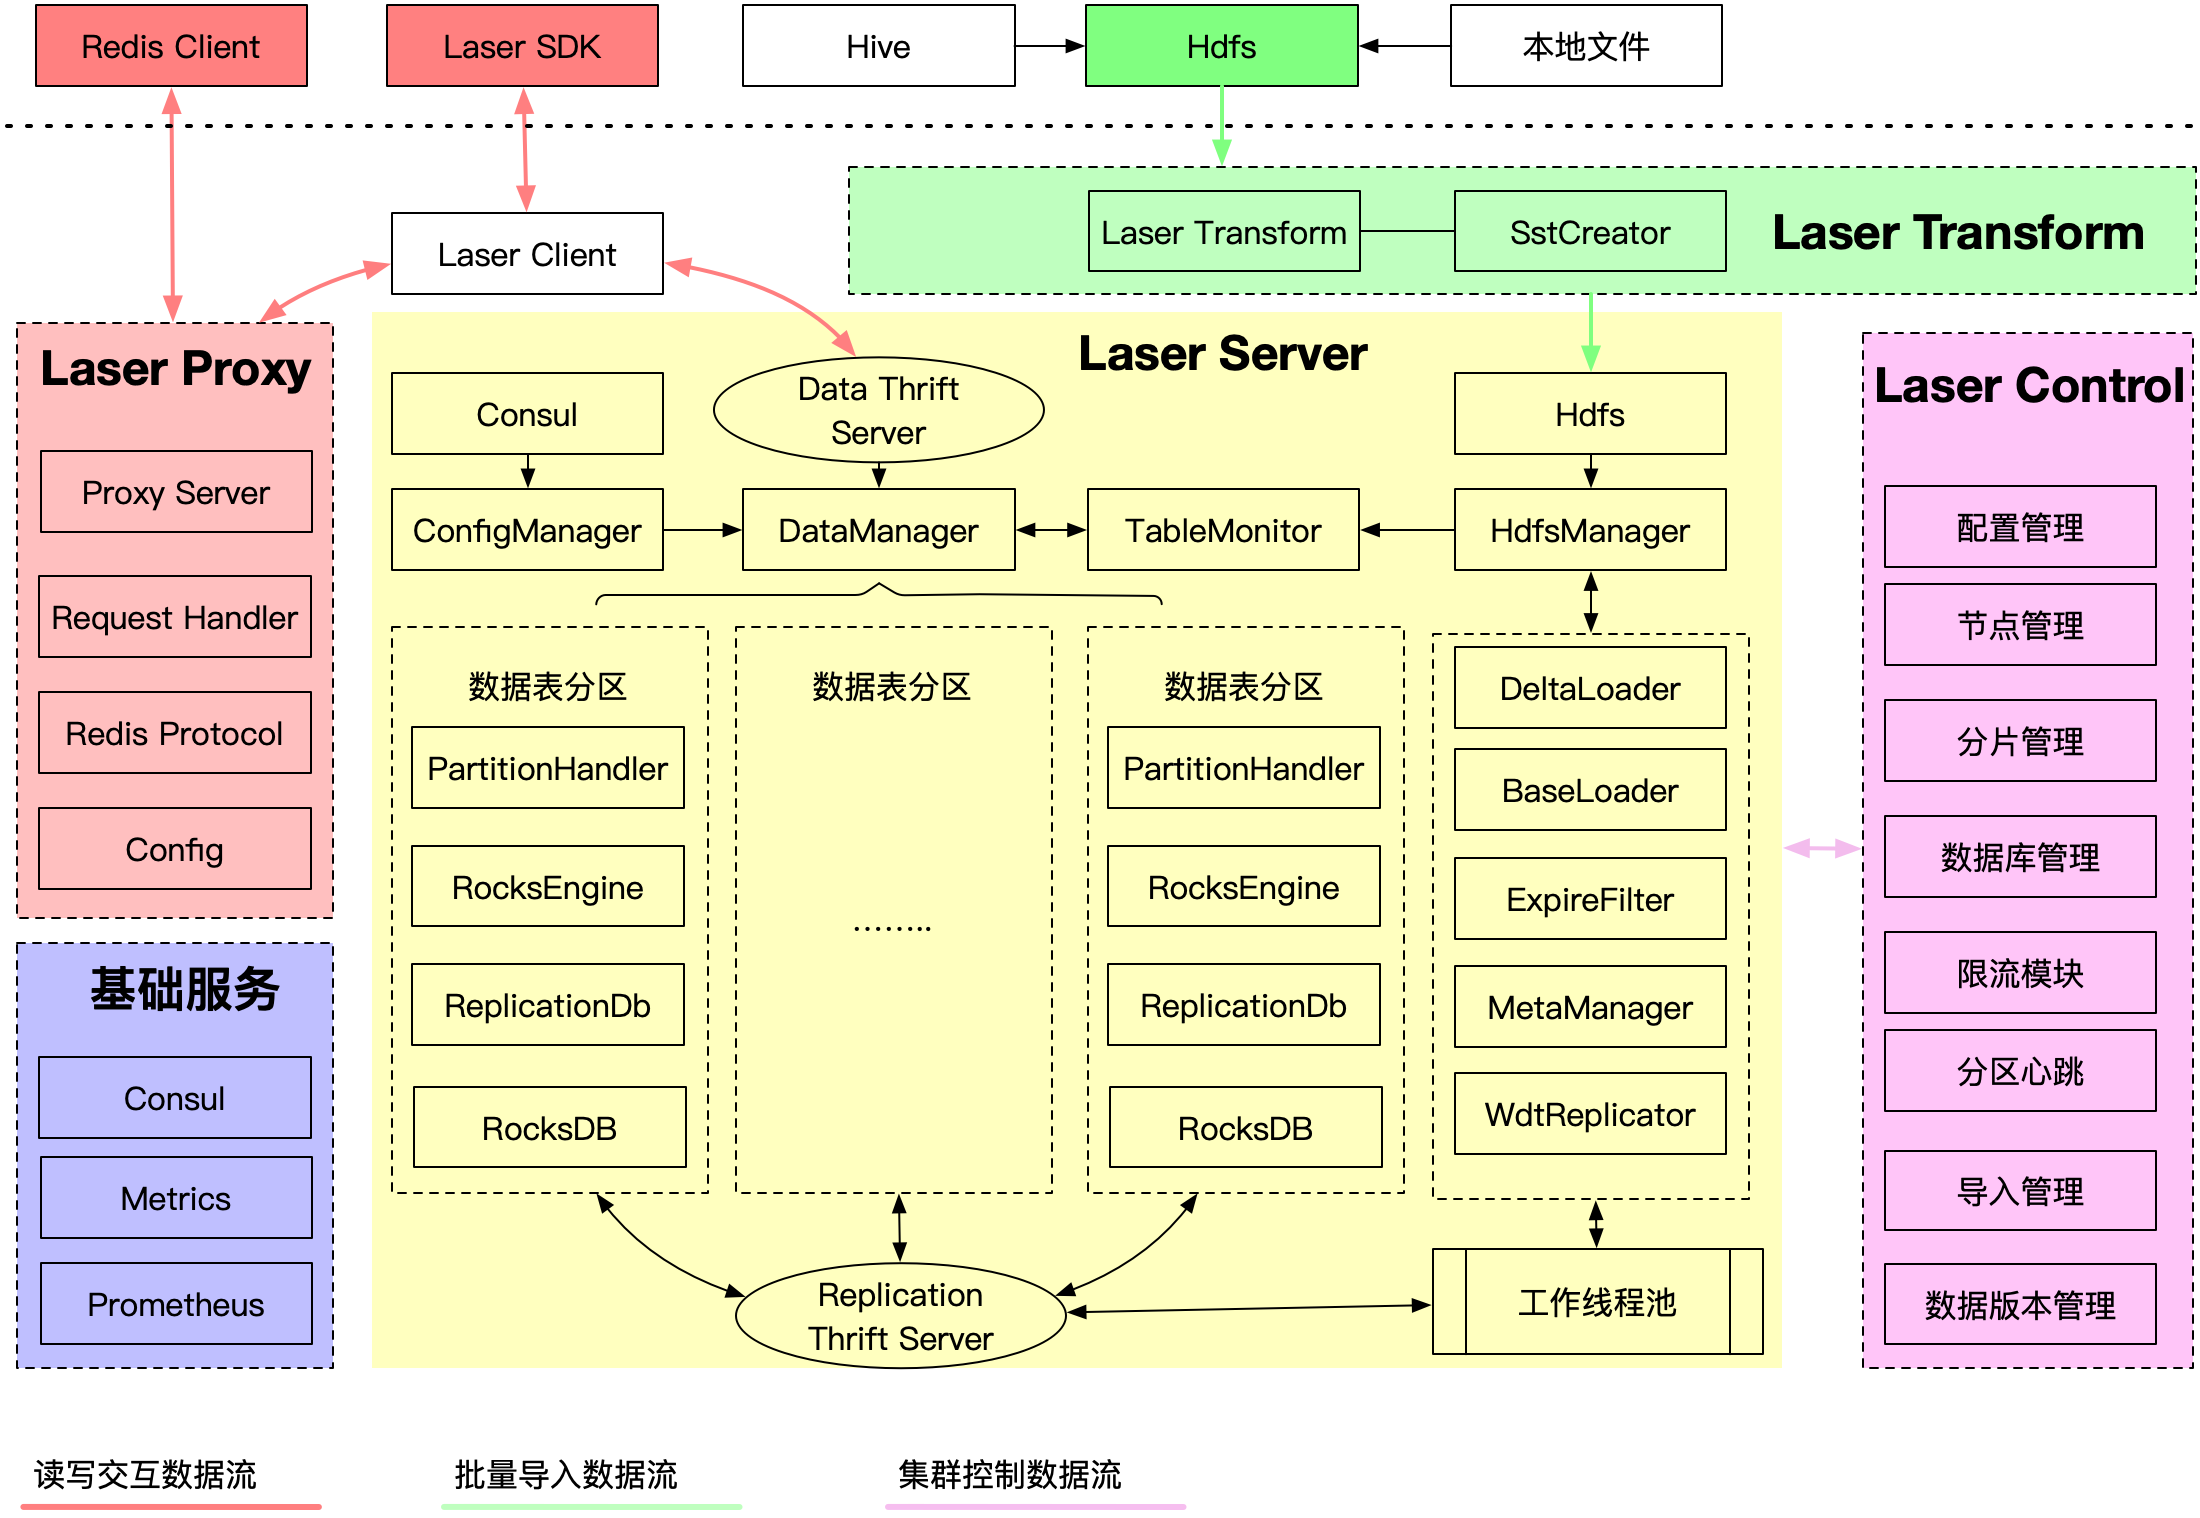 Redis Client
Laser SDK
Hive
Hdfs
本地文件
Laser Client
Laser Transform
SstCreator
Laser Transform
Laser Proxy
Proxy Server
Request Handler
Redis Protocol
Config
基础服务
Consul
Metrics
Prometheus
Laser Server
Consul
Data Thrift
Server
Hdfs
ConfigManager
DataManager
TableMonitor
HdfsManager
数据表分区
PartitionHandler
RocksEngine
ReplicationDb
RocksDB
数据表分区
........
数据表分区
PartitionHandler
RocksEngine
ReplicationDb
RocksDB
DeltaLoader
BaseLoader
ExpireFilter
MetaManager
WdtReplicator
Replication
Thrift Server
工作线程池
Laser Control
配置管理
节点管理
分片管理
数据库管理
限流模块
分区心跳
导入管理
数据版本管理
读写交互数据流
批量导入数据流
集群控制数据流